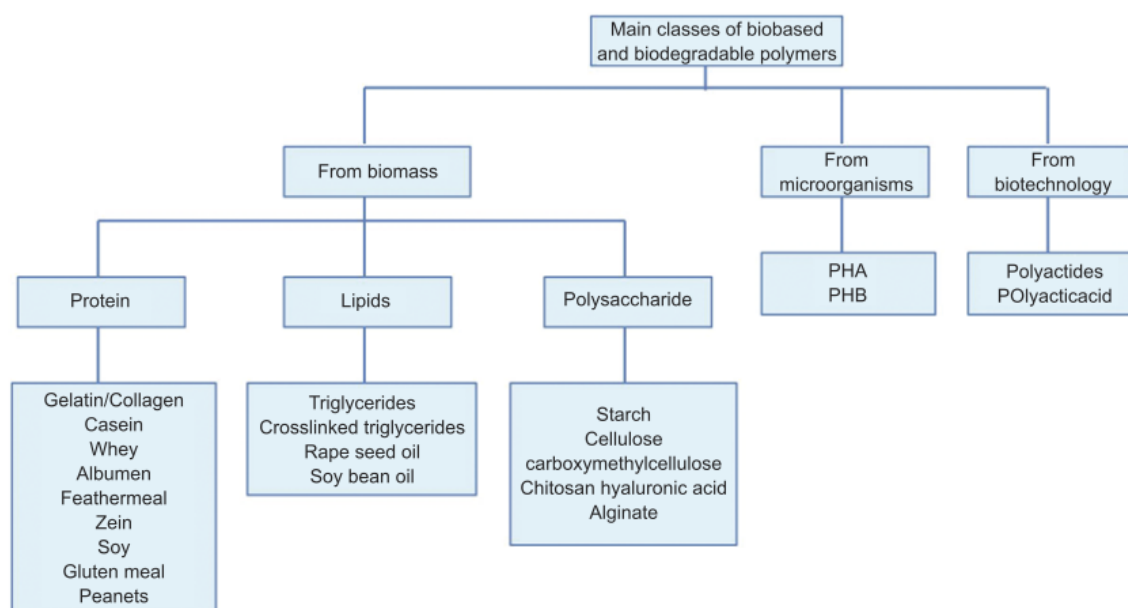 Main classes of biobased
and biodegradable polymers
From biomass
From
microorganisms
From
biotechnology
Protein
Lipids
Polysaccharide
PHA
PHB
Polyactides
POlyacticacid
Gelatin/Collagen
Casein
Whey
Albumen
Feathermeal
Zein
Soy
Gluten meal
Peanets
Triglycerides
Crosslinked triglycerides
Rape seed oil
Soy bean oil
Starch
Cellulose
carboxymethylcellulose
Chitosan hyaluronic acid
Alginate